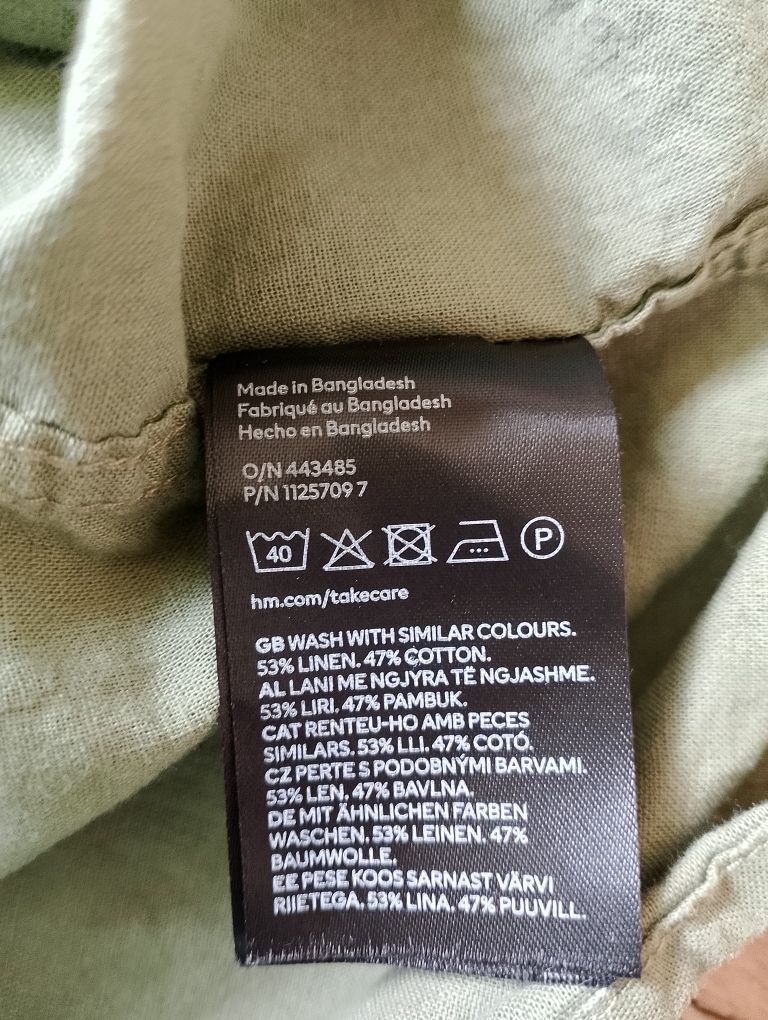 Made in Bangladesh
Fabriqué au Bangladesh
Hecho en Bangladesh
O/N 443485
P/N 1125709 7
40 P
hm.com/takecare
GB WASH WITH SIMILAR COLOURS.
53% LINEN. 47% COTTON.
AL LANI ME NGJYRA TË NGJASHME.
53% LIRI. 47% PAMBUK.
CAT RENTEU-HO AMB PECES
SIMILARS. 53% LLI. 47% COTÓ.
CZ PERTE S PODOBNÝMI BARVAMI.
53% LEN. 47% BAVLNA.
DE MIT ÄHNLICHEN FARBEN
WASCHEN. 53% LEINEN. 47%
BAUMWOLLE.
EE PESE KOOS SARNAST VÄRVI
RIIETEGA. 53% LINA. 47% PUUVILL.